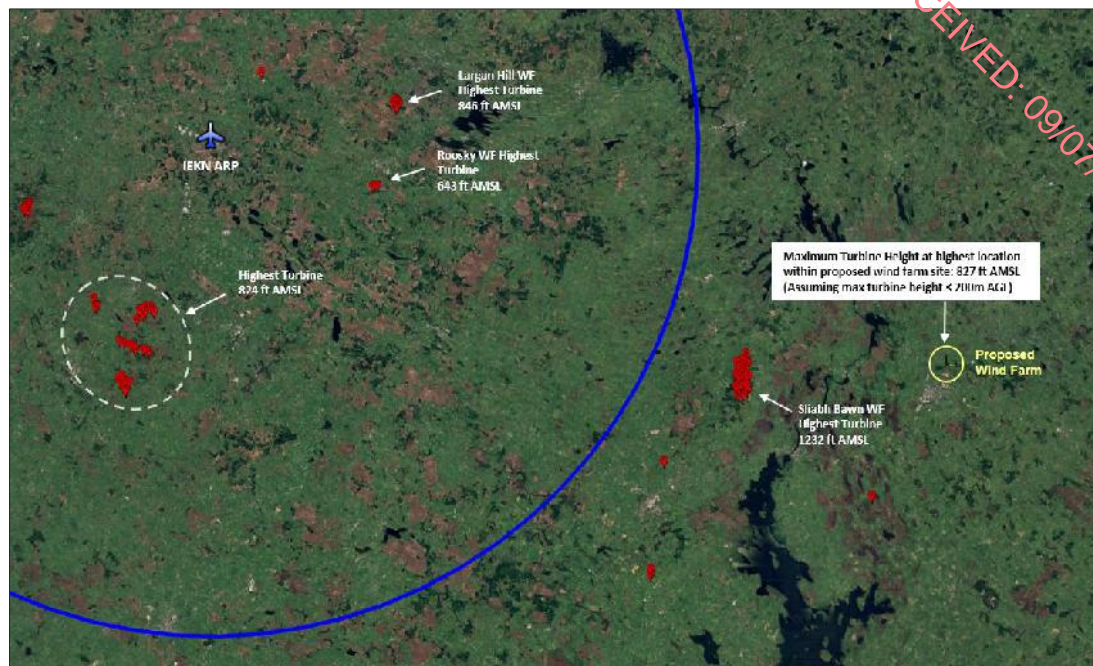 CEIVED: 09/07/
Largan Hill WF
Highest Turbine
846 ft AMSL
IEKN ARP
Roosky WF Highest
Turbine
643 ft AMSL
Maximum Turbine Height at highest location
within proposed wind farm site: 827 ft AMSL
(Assuming max turbine height < 200m AGL)
Highest Turbine
824 ft AMSL
Proposed
Wind Farm
Sliabh Bawn WF
Highest Turbine
1232 ft AMSL